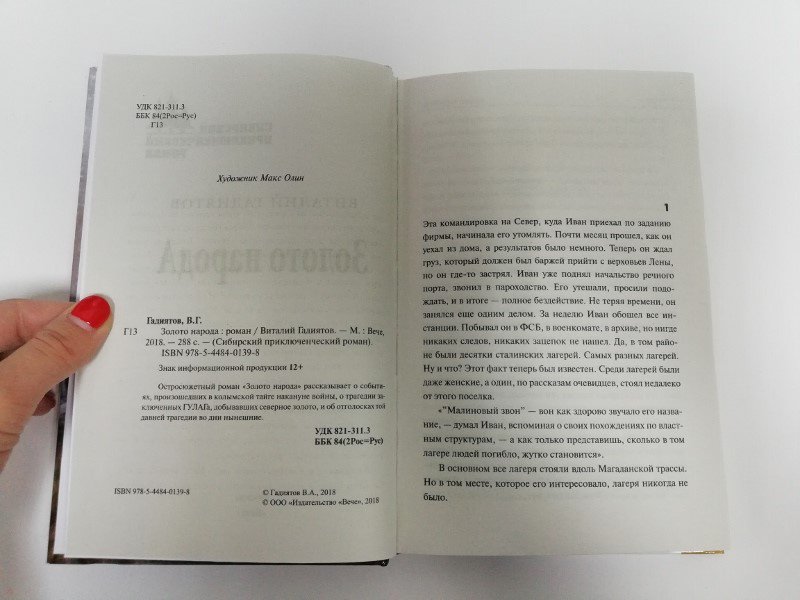 УДК 821-311.3
ББК 84(2Рос=Рус)
Г13
Художник Макс Олин
Гадиятов, В.Г.
Г13 Золото народа : роман / Виталий Гадиятов. — М. : Вече,
2018. — 288 с. — (Сибирский приключенческий роман).
ISBN 978-5-4484-0139-8
Знак информационной продукции 12+
Остросюжетный роман «Золото народа» рассказывает о событи-
ях, произошедших в колымской тайге накануне войны, о трагедии за-
ключенных ГУЛАГа, добывавших северное золото, и об отголосках той
давней трагедии во дни нынешние.
УДК 821-311.3
ББК 84(2Рос=Рус)
ISBN 978-5-4484-0139-8
© Гадиятов В.А., 2018
© ООО «Издательство «Вече», 2018
1
Эта командировка на Север, куда Иван приехал по заданию
фирмы, начинала его утомлять. Почти месяц прошел, как он
уехал из дома, а результатов было немного. Теперь он ждал
груз, который должен был баржей прийти с верховьев Лены,
но он где-то застрял. Иван уже поднял начальство речного
порта, звонил в пароходство. Его утешали, просили подо-
ждать, и в итоге — полное бездействие. Не теряя времени, он
занялся еще одним делом. За неделю Иван обошел все ин-
станции. Побывал он в ФСБ, в военкомате, в архиве, но нигде
никаких следов, никаких зацепок не нашел. Да, в том райо-
не были десятки сталинских лагерей. Самых разных лагерей.
Ну и что? Этот факт теперь был известен. Среди лагерей были
даже женские, а один, по рассказам очевидцев, стоял недалеко
от этого поселка.
«"Малиновый звон" — вон как здорово звучало его назва-
ние, — думал Иван, вспоминая о своих похождениях по власт-
ным структурам, — а как только представишь, сколько в том
лагере людей погибло, жутко становится».
В основном все лагеря стояли вдоль Магаданской трассы.
Но в том месте, которое его интересовало, лагеря никогда не
было.